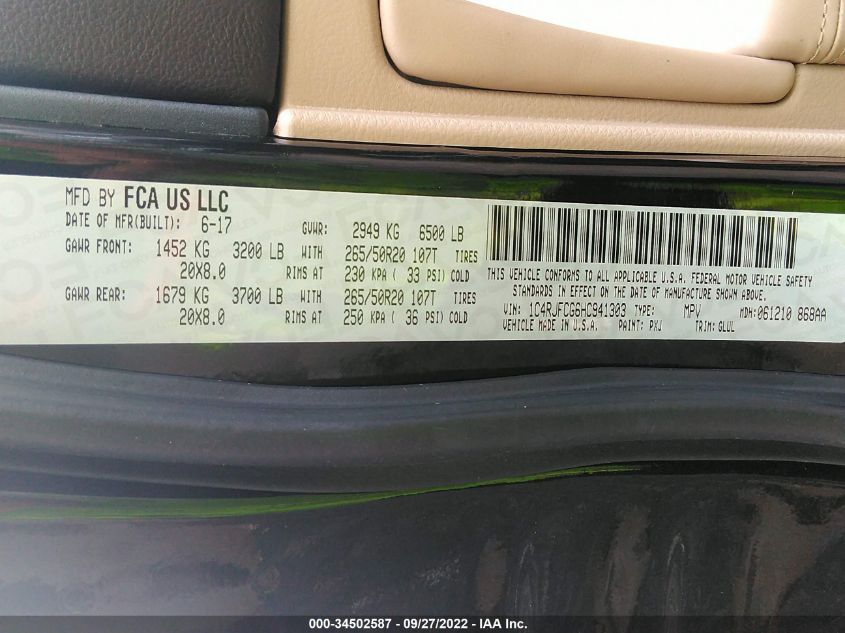 MFD BY FCA US LLC
DATE OF MFR(BUILT): 6-17 GVWR: 2949 KG 6500 LB
GAWR FRONT: 1452 KG 3200 LB WITH 265/50R20 107T TIRES
20X8.0 RIMS AT 230 KPA ( 33 PSI) COLD
GAWR REAR: 1679 KG 3700 LB WITH 265/50R20 107T TIRES
20X8.0 RIMS AT 250 KPA ( 36 PSI) COLD
THIS VEHICLE CONFORMS TO ALL APPLICABLE U.S.A. FEDERAL MOTOR VEHICLE SAFETY
STANDARDS IN EFFECT ON THE DATE OF MANUFACTURE SHOWN ABOVE.
VIN: 1C4RJFCG6HC941303 TYPE: MPV MDH: 061210 868AA
VEHICLE MADE IN U.S.A. PAINT: PXJ TRIM: GLUL
000-34502587 - 09/27/2022 - IAA Inc.